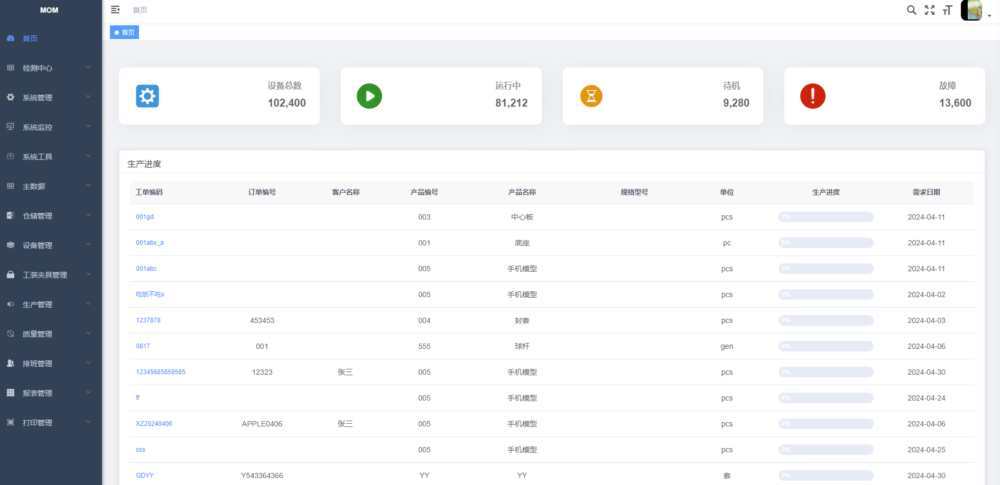 MOM
首页
检测中心
系统管理
系统监控
系统工具
主数据
仓储管理
设备管理
工装夹具管理
生产管理
质量管理
排班管理
报表管理
打印管理
首页
首页
设备总数
102,400
运行中
81,212
待机
9,280
故障
13,600
生产进度
工单编码 订单编号 客户名称 产品编号 产品名称 规格型号 单位 生产进度 需求日期
001gd 003 中心板 pcs 0% 2024-04-11
001abv_a 001 底座 pc 0% 2024-04-11
001abc 005 手机模型 pcs 0% 2024-04-11
吃饭不吃v 005 手机模型 pcs 0% 2024-04-02
1237878 453453 004 封套 pcs 0% 2024-04-03
0817 001 555 球杆 gen 0% 2024-04-06
12345685858585 12323 张三 005 手机模型 pcs 0% 2024-04-30
ff 005 手机模型 pcs 0% 2024-04-24
XZ20240406 APPLE0406 张三 005 手机模型 pcs 0% 2024-04-06
sss 005 手机模型 pcs 0% 2024-04-25
GDYY Y543364366 YY YY 套 0% 2024-04-30